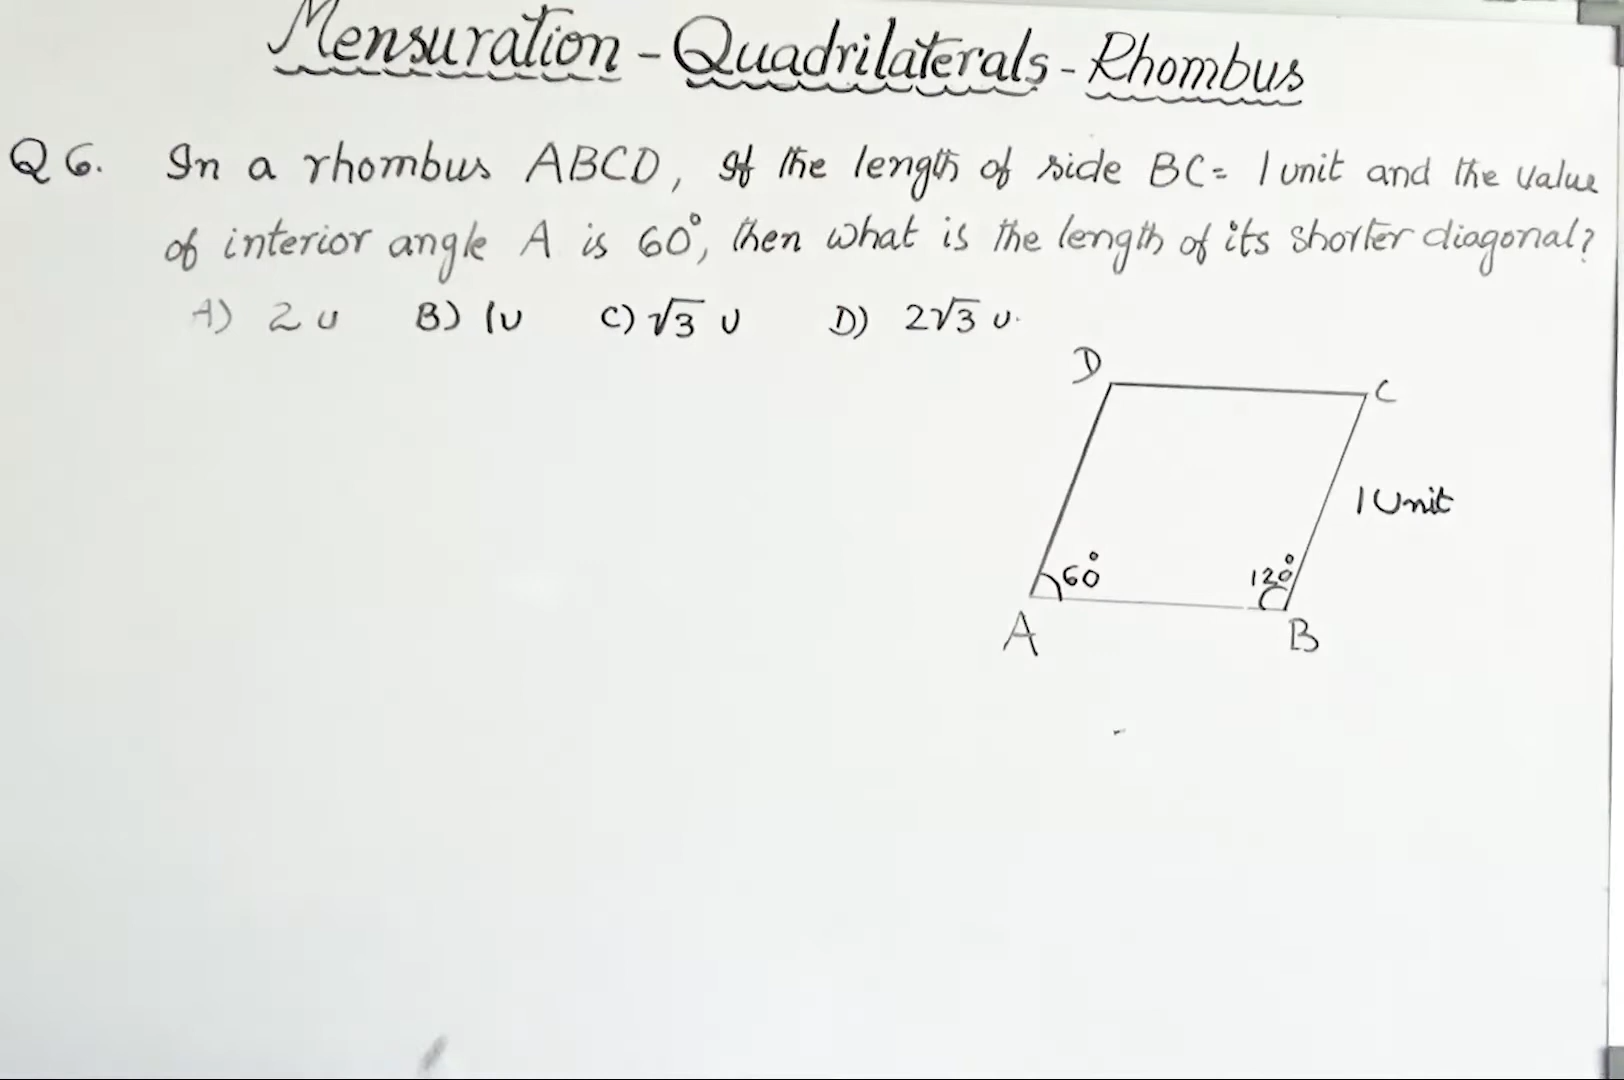 Mensuration - Quadrilaterals - Rhombus
Q6. In a rhombus ABCD, If the length of side BC = 1 unit and the value
of interior angle A is 60°, then what is the length of its shorter diagonal?
A) 2 u B) 1u C) √3 u D) 2√3 u.
D
C
1 Unit
60°
120°
A
B